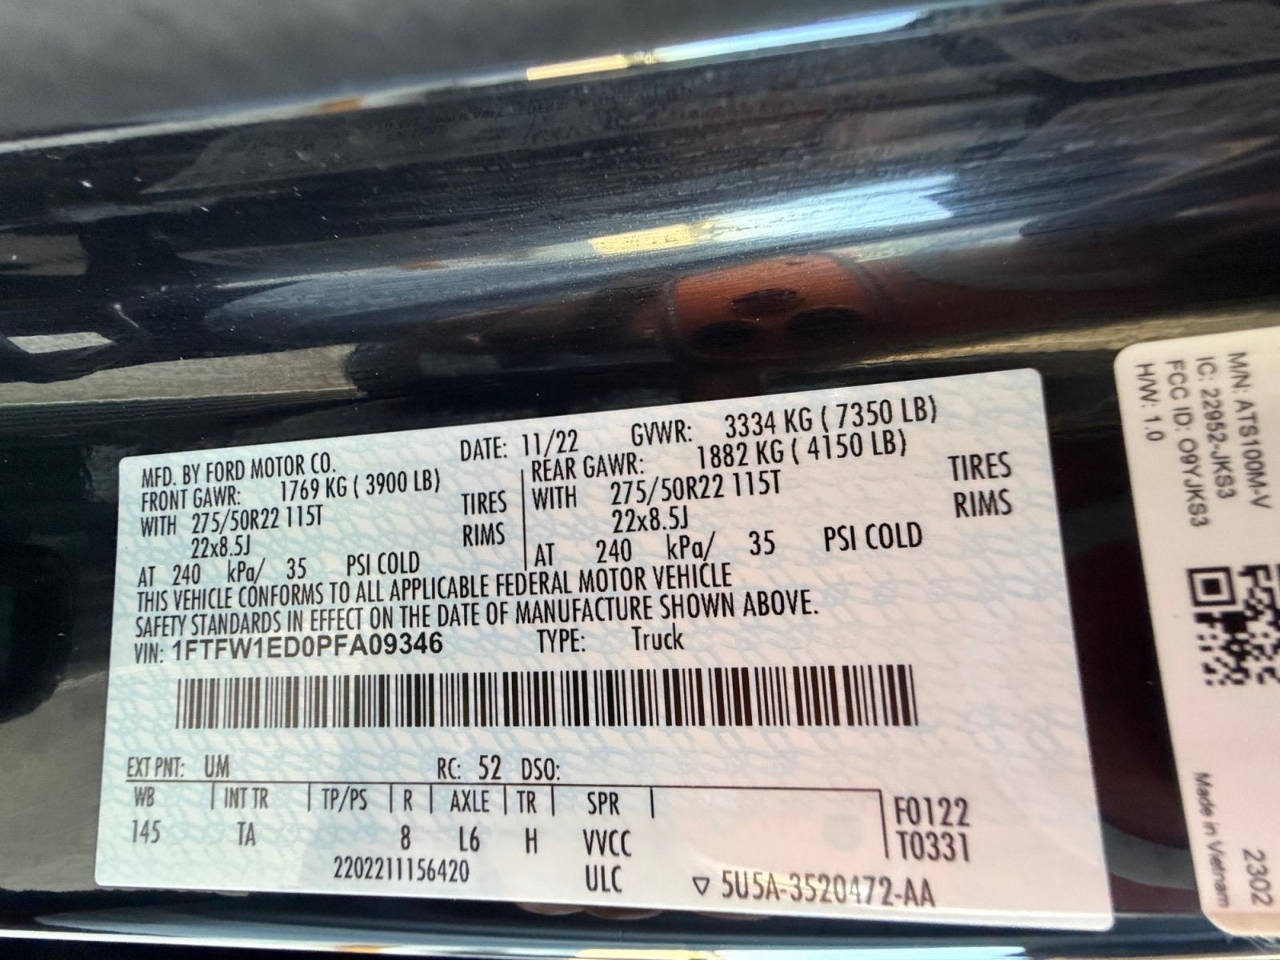 MFD. BY FORD MOTOR CO.
DATE: 11/22
GVWR: 3334 KG ( 7350 LB)
FRONT GAWR: 1769 KG ( 3900 LB)
WITH 275/50R22 115T TIRES
22x8.5J RIMS
AT 240 kPa/ 35 PSI COLD
REAR GAWR: 1882 KG ( 4150 LB)
WITH 275/50R22 115T TIRES
22x8.5J RIMS
AT 240 kPa/ 35 PSI COLD
THIS VEHICLE CONFORMS TO ALL APPLICABLE FEDERAL MOTOR VEHICLE
SAFETY STANDARDS IN EFFECT ON THE DATE OF MANUFACTURE SHOWN ABOVE.
VIN: 1FTFW1ED0PFA09346 TYPE: Truck
EXT PNT: UM RC: 52 DSO:
WB INT TR TP/PS R AXLE TR SPR
145 TA 8 L6 H VVCC
2202211156420 ULC
F0122
T0331
▽ 5U5A-3520472-AA
M/N: ATS100M-V
IC: 22952-JKS3
FCC ID: O9YJKS3
H/W: 1.0
Made in Vietnam
2302